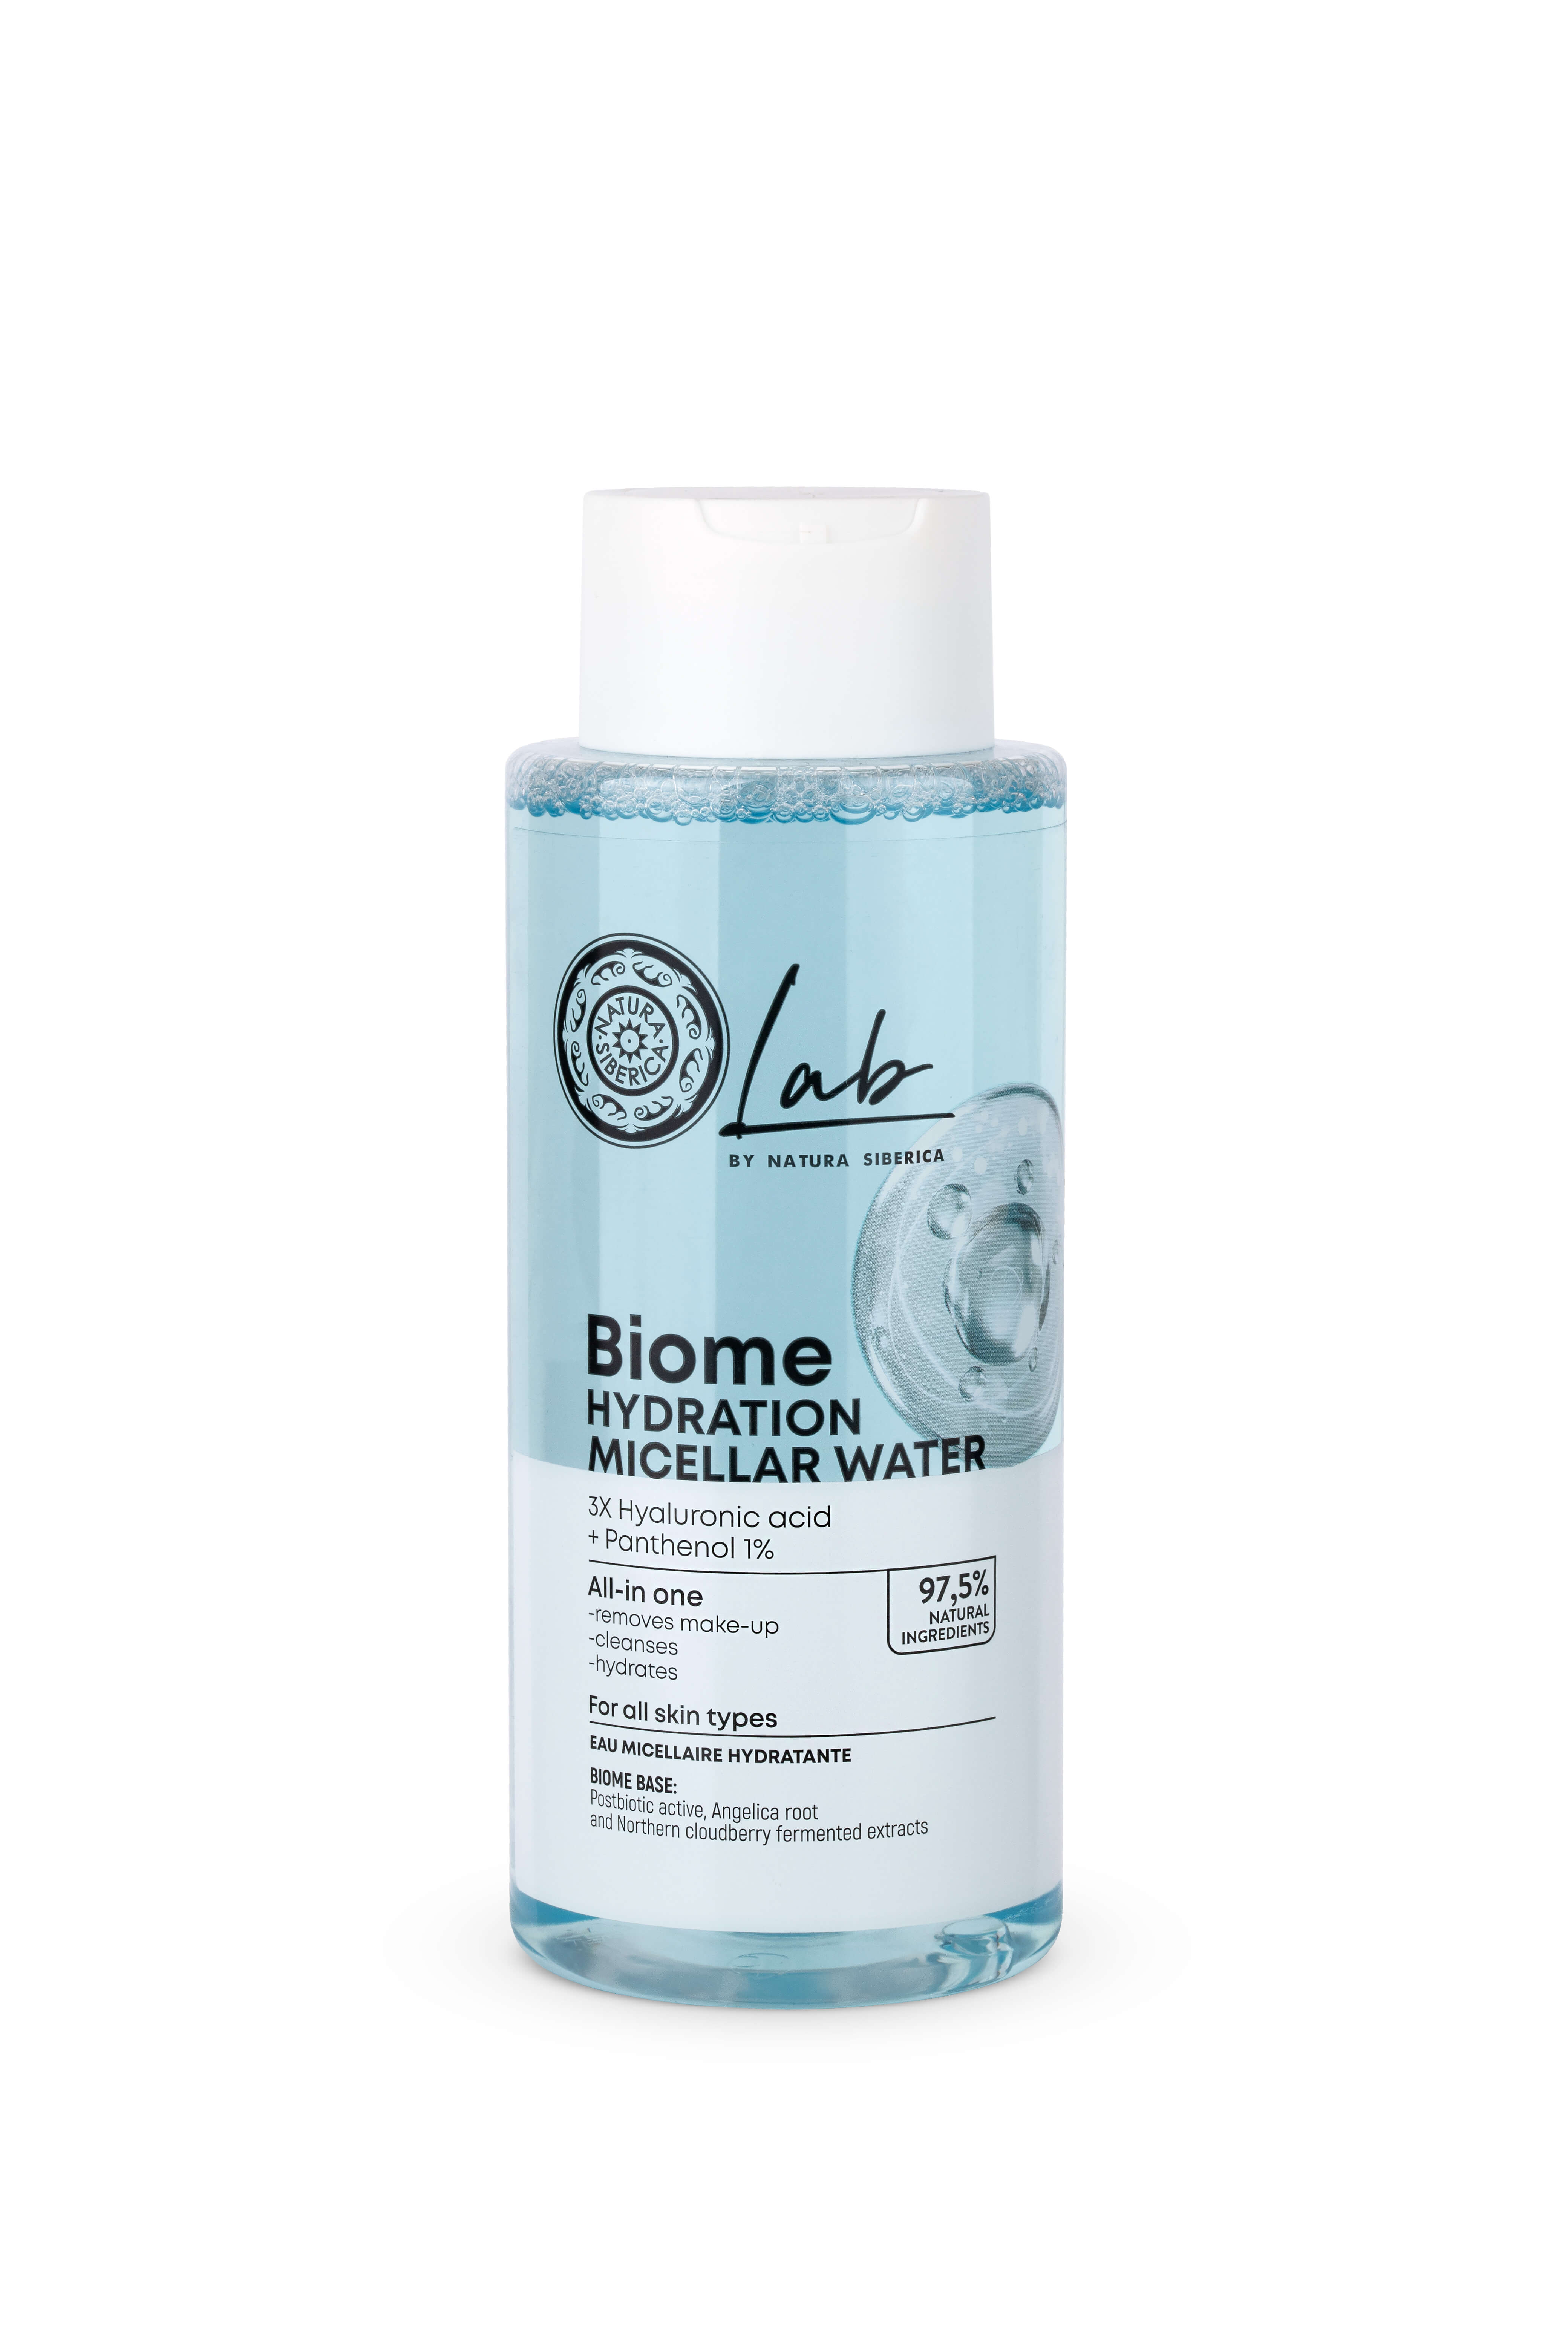 NATURA
SIBERICA
Lab
BY NATURA SIBERICA
Biome
HYDRATION
MICELLAR WATER
3X Hyaluronic acid
+ Panthenol 1%
All-in one
-removes make-up
-cleanses
-hydrates
97,5%
NATURAL
INGREDIENTS
For all skin types
EAU MICELLAIRE HYDRATANTE
BIOME BASE:
Postbiotic active, Angelica root
and Northern cloudberry fermented extracts